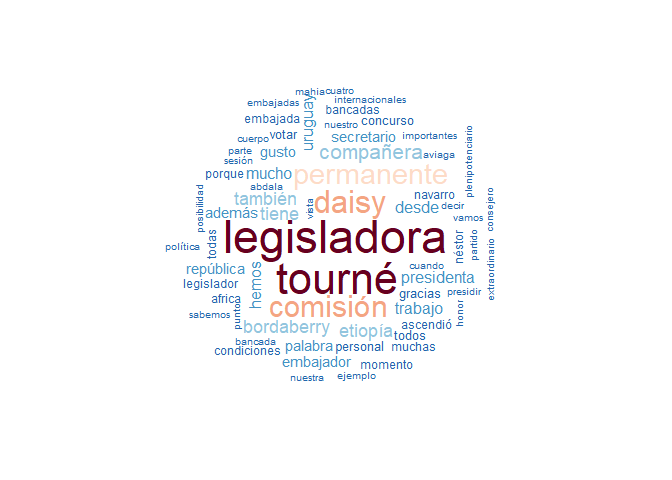 mahia cuatro
embajadas internacionales
uruguay bancadas
embajada nuestro concurso
cuerpo votar secretario importantes
parte gusto compañera aviaga
sesión plenipotenciario
porque mucho permanente
abdala
posibilidad también vista daisy navarro consejero
además tiene desde decir
vamos
todas legisladora néstor partido
política
república hemos tourné cuando presidenta extraordinario
legislador
africa puntos comisión gracias presidir honor
sabemos trabajo
bordaberry etiopía ascendió
bancada todos
condiciones palabra personal muchas
embajador momento
nuestra ejemplo